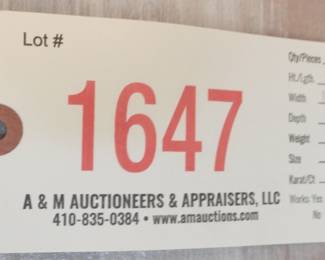 Lot #
1647
A & M AUCTIONEERS & APPRAISERS, LLC
410-835-0384 • www.amauctions.com
Qty/Pieces
Ht./Lgth.
Width
Depth
Weight
Size
Karat/Ct
Works: Yes
No